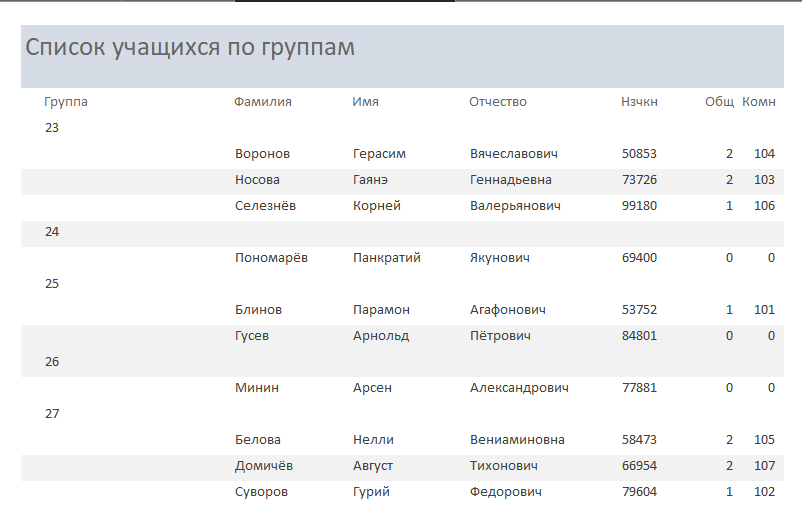 Список учащихся по группам
Группа Фамилия Имя Отчество Нзчкн Общ Комн
23
Воронов Герасим Вячеславович 50853 2 104
Носова Гаянэ Геннадьевна 73726 2 103
Селезнёв Корней Валерьянович 99180 1 106
24
Пономарёв Панкратий Якунович 69400 0 0
25
Блинов Парамон Агафонович 53752 1 101
Гусев Арнольд Пётрович 84801 0 0
26
Минин Арсен Александрович 77881 0 0
27
Белова Нелли Вениаминовна 58473 2 105
Домичёв Август Тихонович 66954 2 107
Суворов Гурий Федорович 79604 1 102